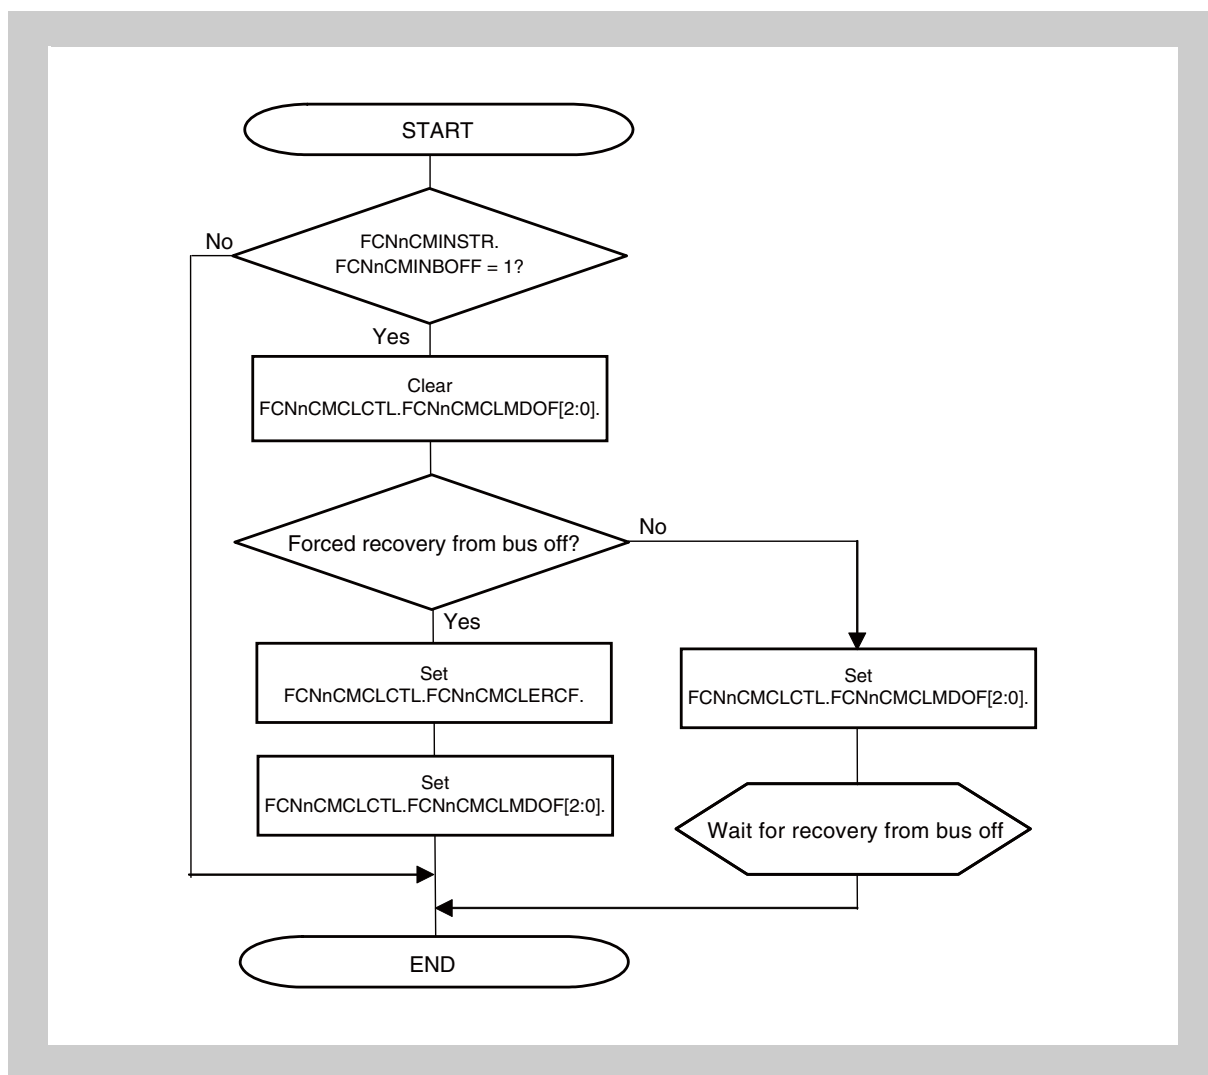 START
No
FCNnCMINSTR.
FCNnCMINBOFF = 1?
Yes
Clear
FCNnCMCLCTL.FCNnCMCLMDOF[2:0].
No
Forced recovery from bus off?
Yes
Set
FCNnCMCLCTL.FCNnCMCLERCF.
Set
FCNnCMCLCTL.FCNnCMCLMDOF[2:0].
Set
FCNnCMCLCTL.FCNnCMCLMDOF[2:0].
Wait for recovery from bus off
END